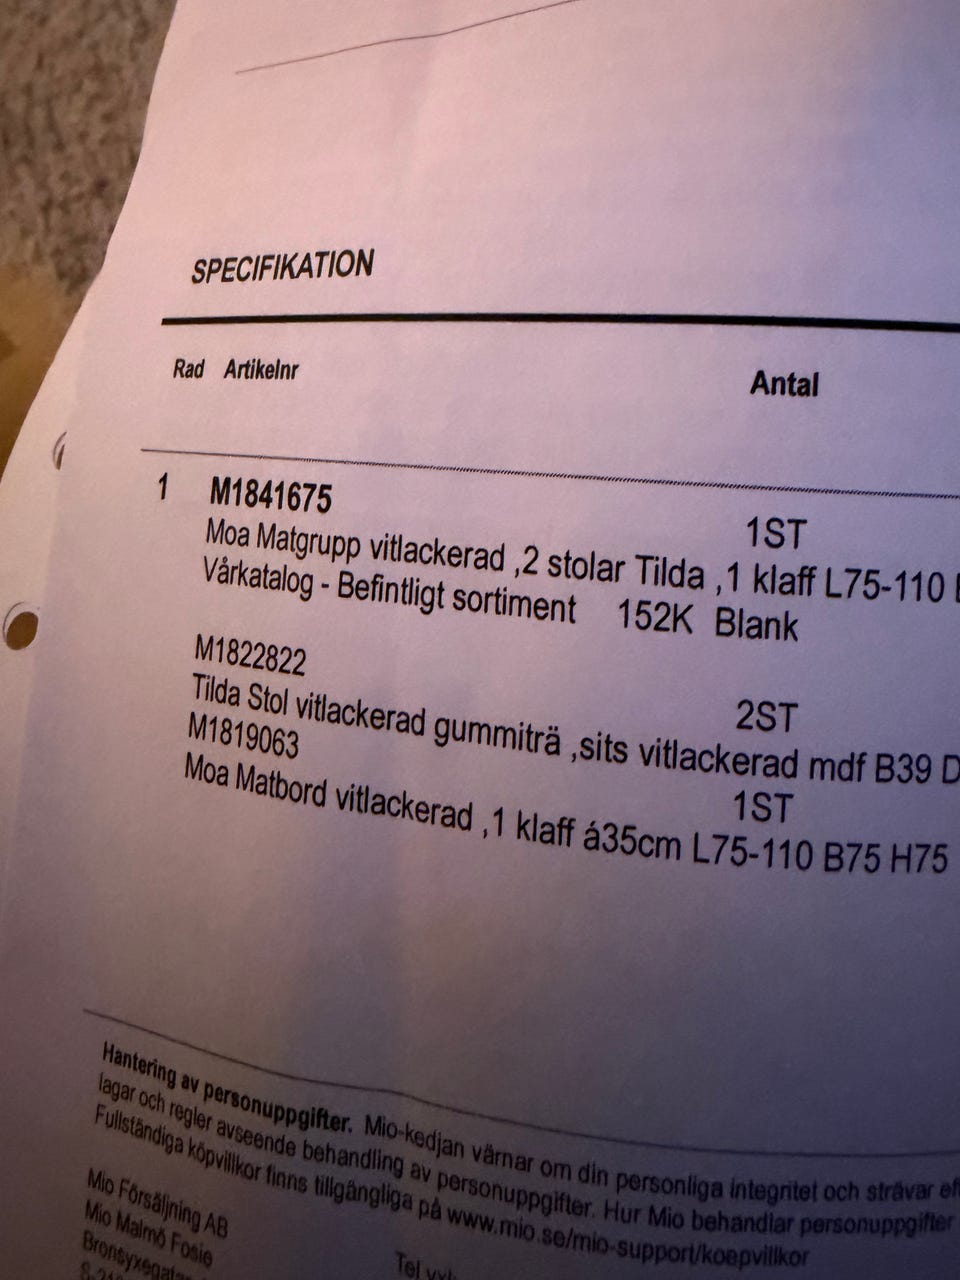 SPECIFIKATION
Rad Artikelnr Antal
1 M1841675 1ST
Moa Matgrupp vitlackerad ,2 stolar Tilda ,1 klaff L75-110
Vårkatalog - Befintligt sortiment 152K Blank
M1822822 2ST
Tilda Stol vitlackerad gummiträ ,sits vitlackerad mdf B39 D
M1819063 1ST
Moa Matbord vitlackerad ,1 klaff á35cm L75-110 B75 H75
Hantering av personuppgifter. Mio-kedjan värnar om din personliga integritet och strävar
lagar och regler avseende behandling av personuppgifter. Hur Mio behandlar personuppgifter
Fullständiga köpvillkor finns tillgängliga på www.mio.se/mio-support/koepvillkor
Mio Försäljning AB
Mio Malmö Fosie
Tel